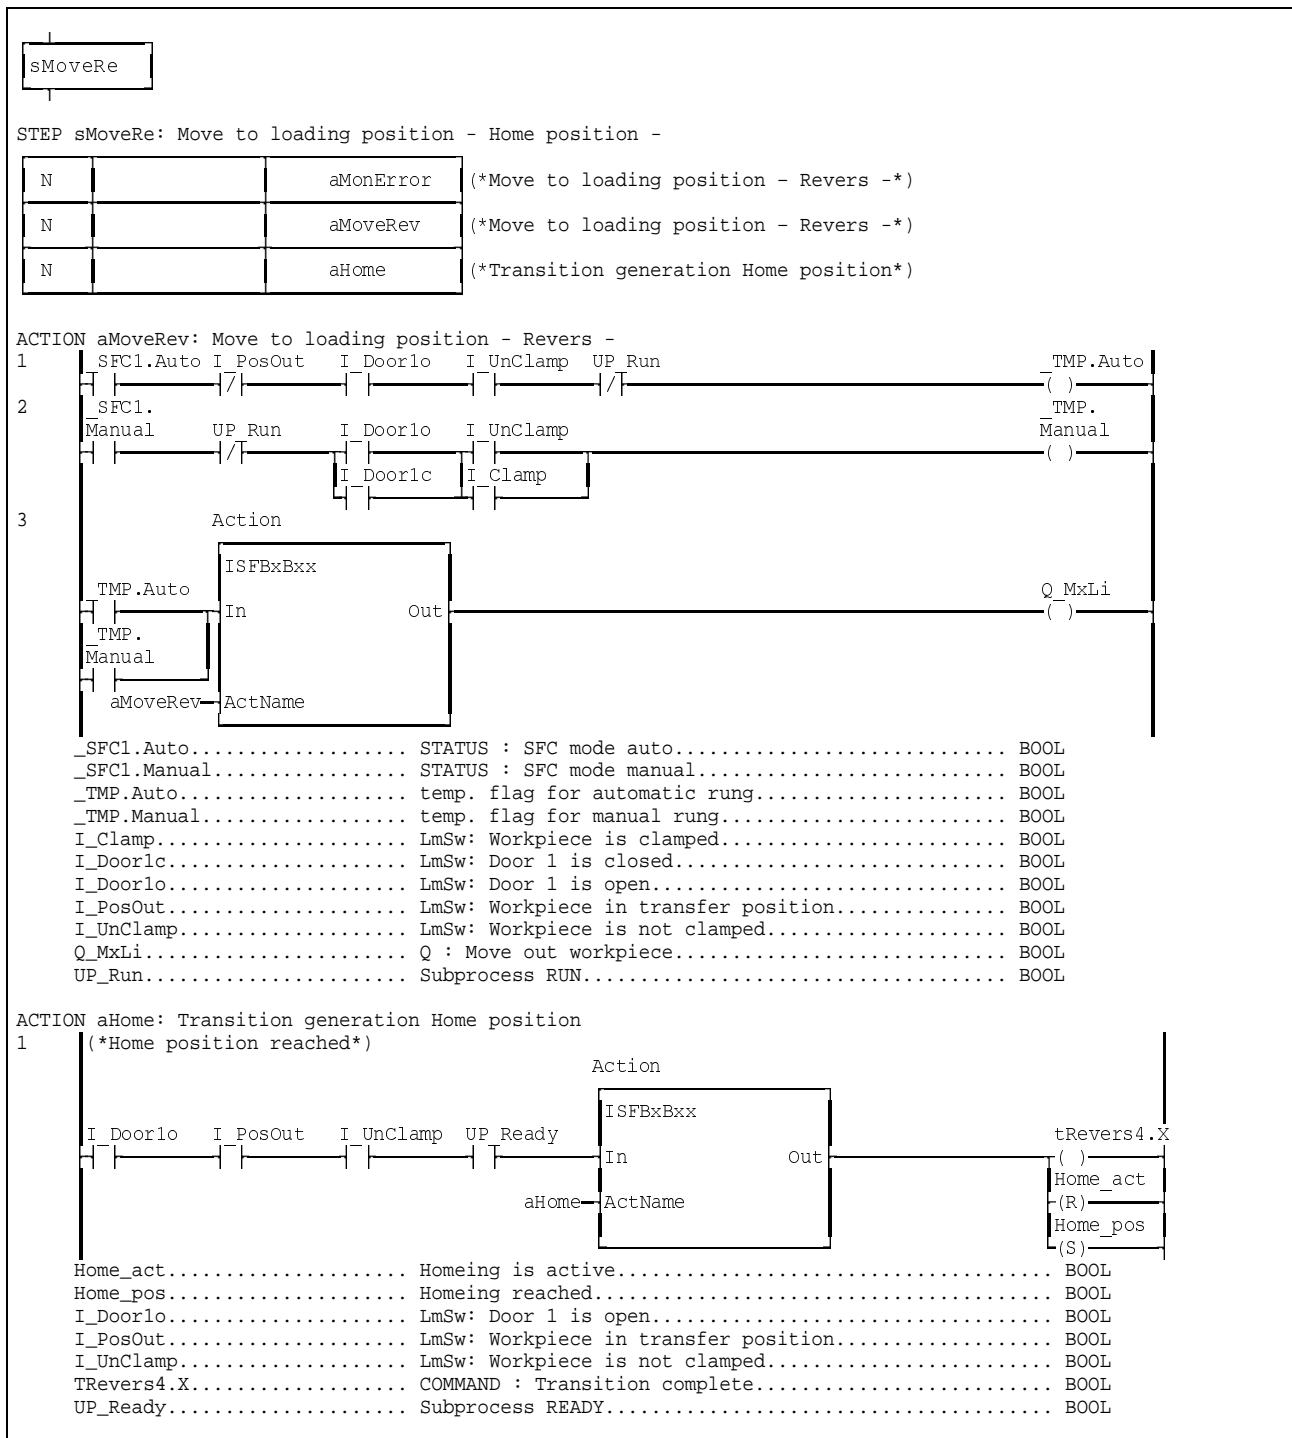 sMoveRe
STEP sMoveRe: Move to loading position - Home position -
N aMonError (*Move to loading position - Revers -*)
N aMoveRev (*Move to loading position - Revers -*)
N aHome (*Transition generation Home position*)
ACTION aMoveRev: Move to loading position - Revers -
1 _SFC1.Auto I_PosOut I_Door1o I_UnClamp UP_Run _TMP.Auto
( )
2 _SFC1. _TMP.
Manual UP_Run I_Door1o I_UnClamp Manual
( )
I_Door1c I_Clamp
3 Action
ISFBxBxx
_TMP.Auto Q_MxLi
In Out ( )
_TMP.
Manual
aMoveRev ActName
_SFC1.Auto................... STATUS : SFC mode auto............................. BOOL
_SFC1.Manual................. STATUS : SFC mode manual........................... BOOL
_TMP.Auto.................... temp. flag for automatic rung...................... BOOL
_TMP.Manual.................. temp. flag for manual rung......................... BOOL
I_Clamp...................... LmSw: Workpiece is clamped......................... BOOL
I_Door1c..................... LmSw: Door 1 is closed............................. BOOL
I_Door1o..................... LmSw: Door 1 is open............................... BOOL
I_PosOut..................... LmSw: Workpiece in transfer position............... BOOL
I_UnClamp.................... LmSw: Workpiece is not clamped..................... BOOL
Q_MxLi....................... Q : Move out workpiece............................. BOOL
UP_Run....................... Subprocess RUN..................................... BOOL
ACTION aHome: Transition generation Home position
1 (*Home position reached*)
Action
ISFBxBxx
I_Door1o I_PosOut I_UnClamp UP_Ready tRevers4.X
In Out ( )
Home_act
aHome ActName (R)
Home_pos
(S)
Home_act..................... Homeing is active...................................... BOOL
Home_pos..................... Homeing reached........................................ BOOL
I_Door1o..................... LmSw: Door 1 is open................................... BOOL
I_PosOut..................... LmSw: Workpiece in transfer position................... BOOL
I_UnClamp.................... LmSw: Workpiece is not clamped......................... BOOL
TRevers4.X................... COMMAND : Transition complete.......................... BOOL
UP_Ready..................... Subprocess READY....................................... BOOL